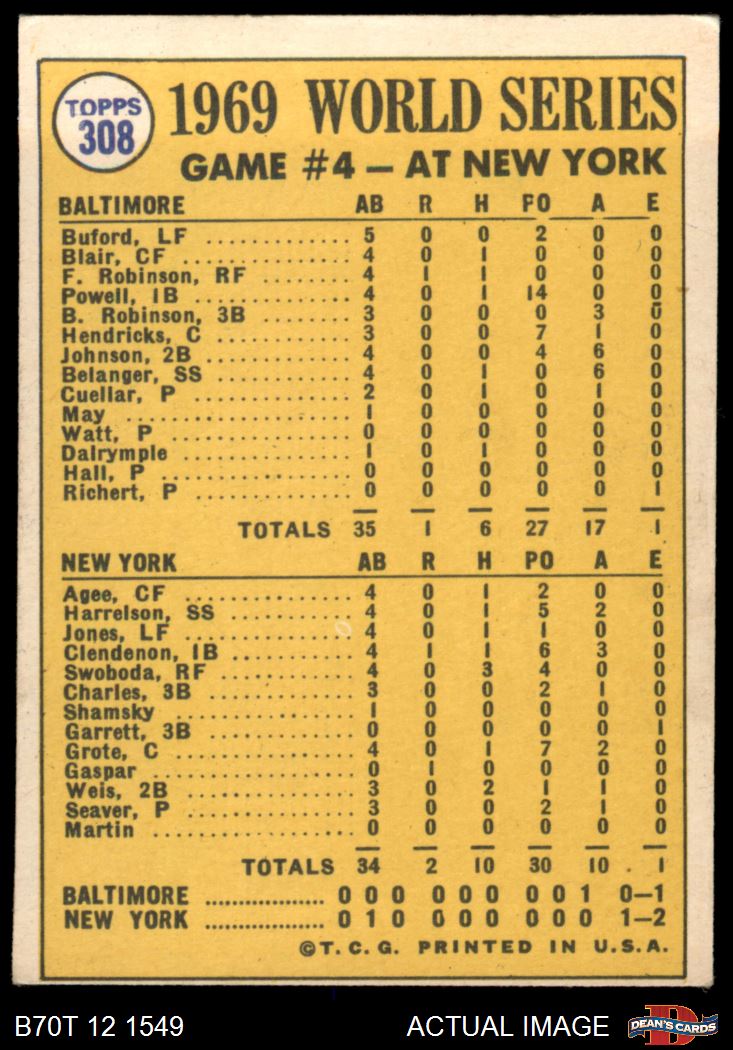 TOPPS
308
1969 WORLD SERIES
GAME #4 — AT NEW YORK
BALTIMORE AB R H PO A E
Buford, LF .............. 5 0 0 2 0 0
Blair, CF ................ 4 0 1 0 0 0
F. Robinson, RF ........ 4 1 1 0 0 0
Powell, 1B .............. 4 0 1 14 0 0
B. Robinson, 3B ........ 3 0 0 0 3 0
Hendricks, C ............ 3 0 0 7 1 0
Johnson, 2B ............ 4 0 0 4 6 0
Belanger, SS ............ 4 0 1 0 6 0
Cuellar, P .............. 2 0 1 0 1 0
May .................... 1 0 0 0 0 0
Watt, P ................ 0 0 0 0 0 0
Dalrymple .............. 1 0 1 0 0 0
Hall, P ................ 0 0 0 0 0 0
Richert, P .............. 0 0 0 0 0 1
TOTALS 35 1 6 27 17 1
NEW YORK AB R H PO A E
Agee, CF ................ 4 0 1 2 0 0
Harrelson, SS .......... 4 0 1 5 2 0
Jones, LF .............. 4 0 1 1 0 0
Clendenon, 1B .......... 4 1 1 6 3 0
Swoboda, RF ............ 4 0 3 4 0 0
Charles, 3B ............ 3 0 0 2 1 0
Shamsky ................ 1 0 0 0 0 0
Garrett, 3B ............ 0 0 0 0 0 1
Grote, C ................ 4 0 1 7 2 0
Gaspar .................. 0 1 0 0 0 0
Weis, 2B ................ 3 0 2 1 1 0
Seaver, P .............. 3 0 0 2 1 0
Martin .................. 0 0 0 0 0 0
TOTALS 34 2 10 30 10 . 1
BALTIMORE .................. 0 0 0 0 0 0 0 0 1 0—1
NEW YORK .................. 0 1 0 0 0 0 0 0 0 1—2
©T.C.G. PRINTED IN U.S.A.
B70T 12 1549 ACTUAL IMAGE D DEAN'S CARDS